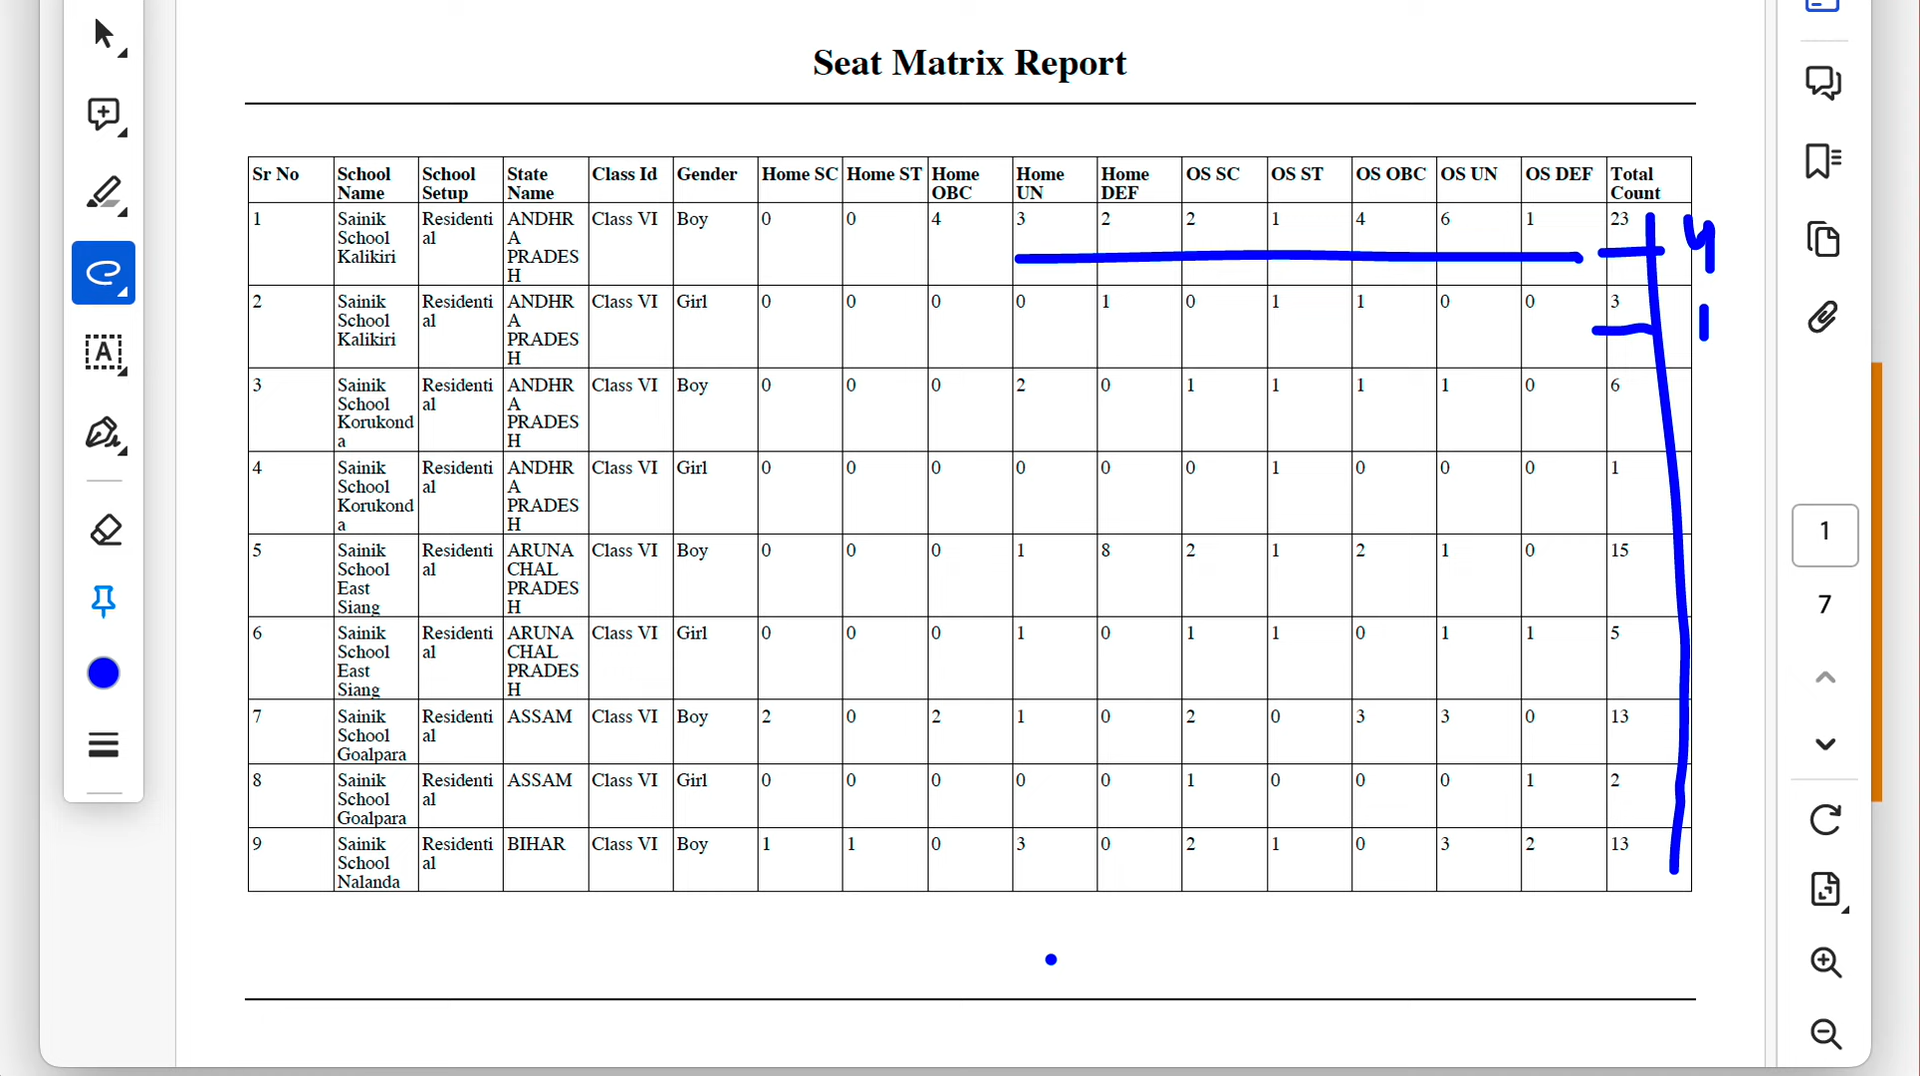 Seat Matrix Report
Sr No School Name School Setup State Name Class Id Gender Home SC Home ST Home OBC Home UN Home DEF OS SC OS ST OS OBC OS UN OS DEF Total Count
1 Sainik School Kalikiri Residenti al ANDHR A PRADES H Class VI Boy 0 0 4 3 2 2 1 4 6 1 23
2 Sainik School Kalikiri Residenti al ANDHR A PRADES H Class VI Girl 0 0 0 0 1 0 1 1 0 0 3
3 Sainik School Korukond a Residenti al ANDHR A PRADES H Class VI Boy 0 0 0 2 0 1 1 1 1 0 6
4 Sainik School Korukond a Residenti al ANDHR A PRADES H Class VI Girl 0 0 0 0 0 0 1 0 0 0 1
5 Sainik School East Siang Residenti al ARUNA CHAL PRADES H Class VI Boy 0 0 0 1 8 2 1 2 1 0 15
6 Sainik School East Siang Residenti al ARUNA CHAL PRADES H Class VI Girl 0 0 0 1 0 1 1 0 1 1 5
7 Sainik School Goalpara Residenti al ASSAM Class VI Boy 2 0 2 1 0 2 0 3 3 0 13
8 Sainik School Goalpara Residenti al ASSAM Class VI Girl 0 0 0 0 0 1 0 0 0 1 2
9 Sainik School Nalanda Residenti al BIHAR Class VI Boy 1 1 0 3 0 2 1 0 3 2 13
A
1
7